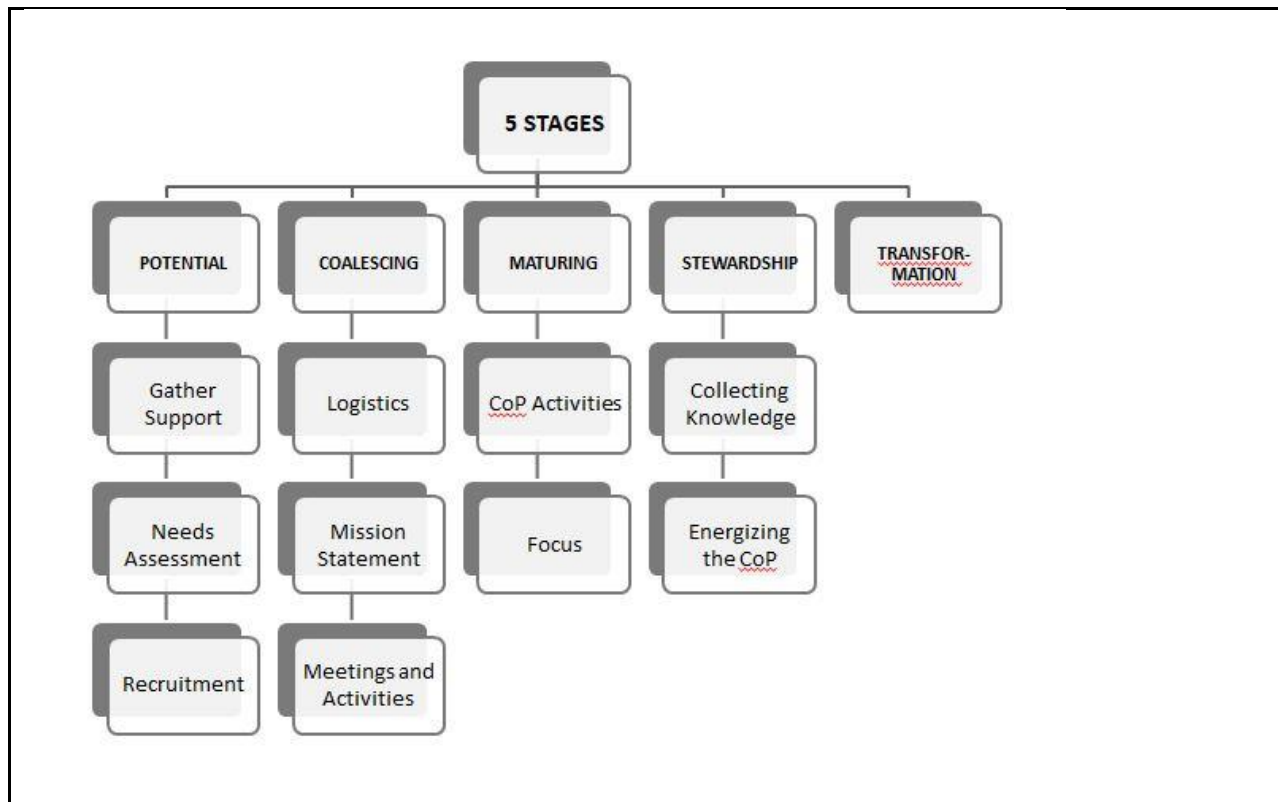 5 STAGES
POTENTIAL
COALESCING
MATURING
STEWARDSHIP
TRANSFOR-
MATION
Gather
Support
Logistics
CoP Activities
Collecting
Knowledge
Needs
Assessment
Mission
Statement
Focus
Energizing
the CoP
Recruitment
Meetings and
Activities